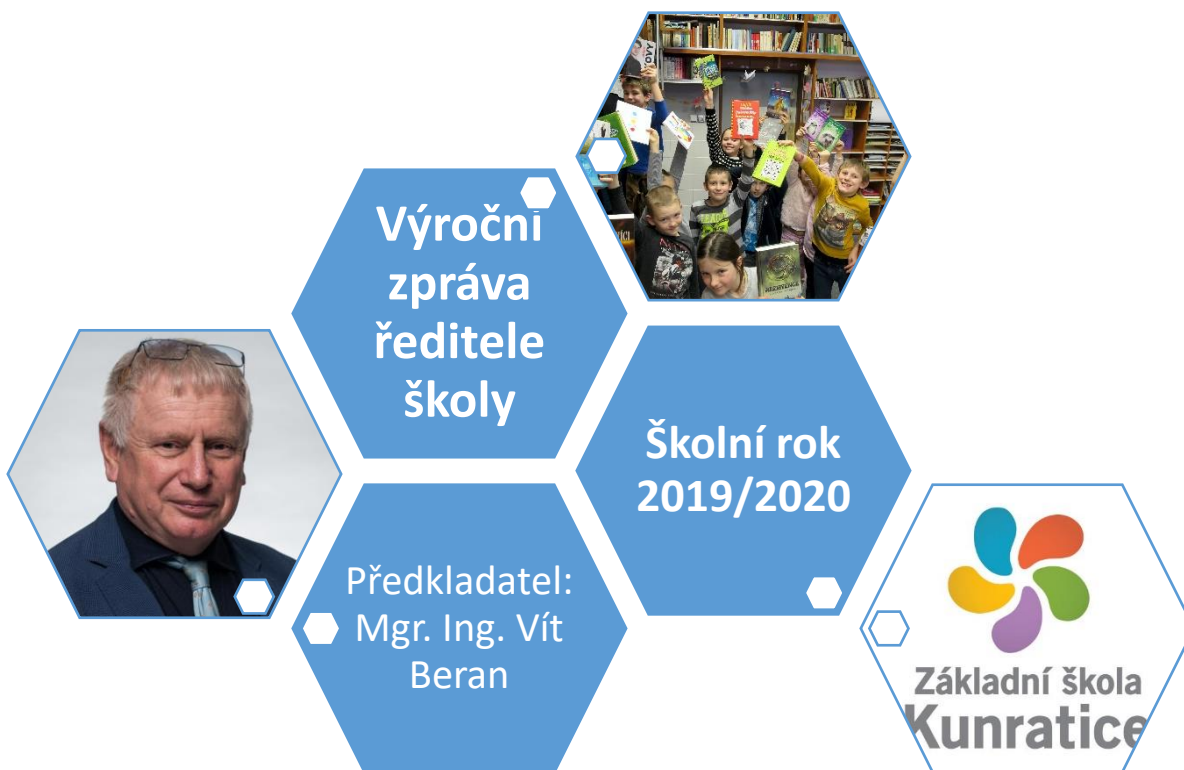 Výroční
zpráva
ředitele
školy
Školní rok
2019/2020
Předkladatel:
Mgr. Ing. Vít
Beran
Základní škola
Kunratice